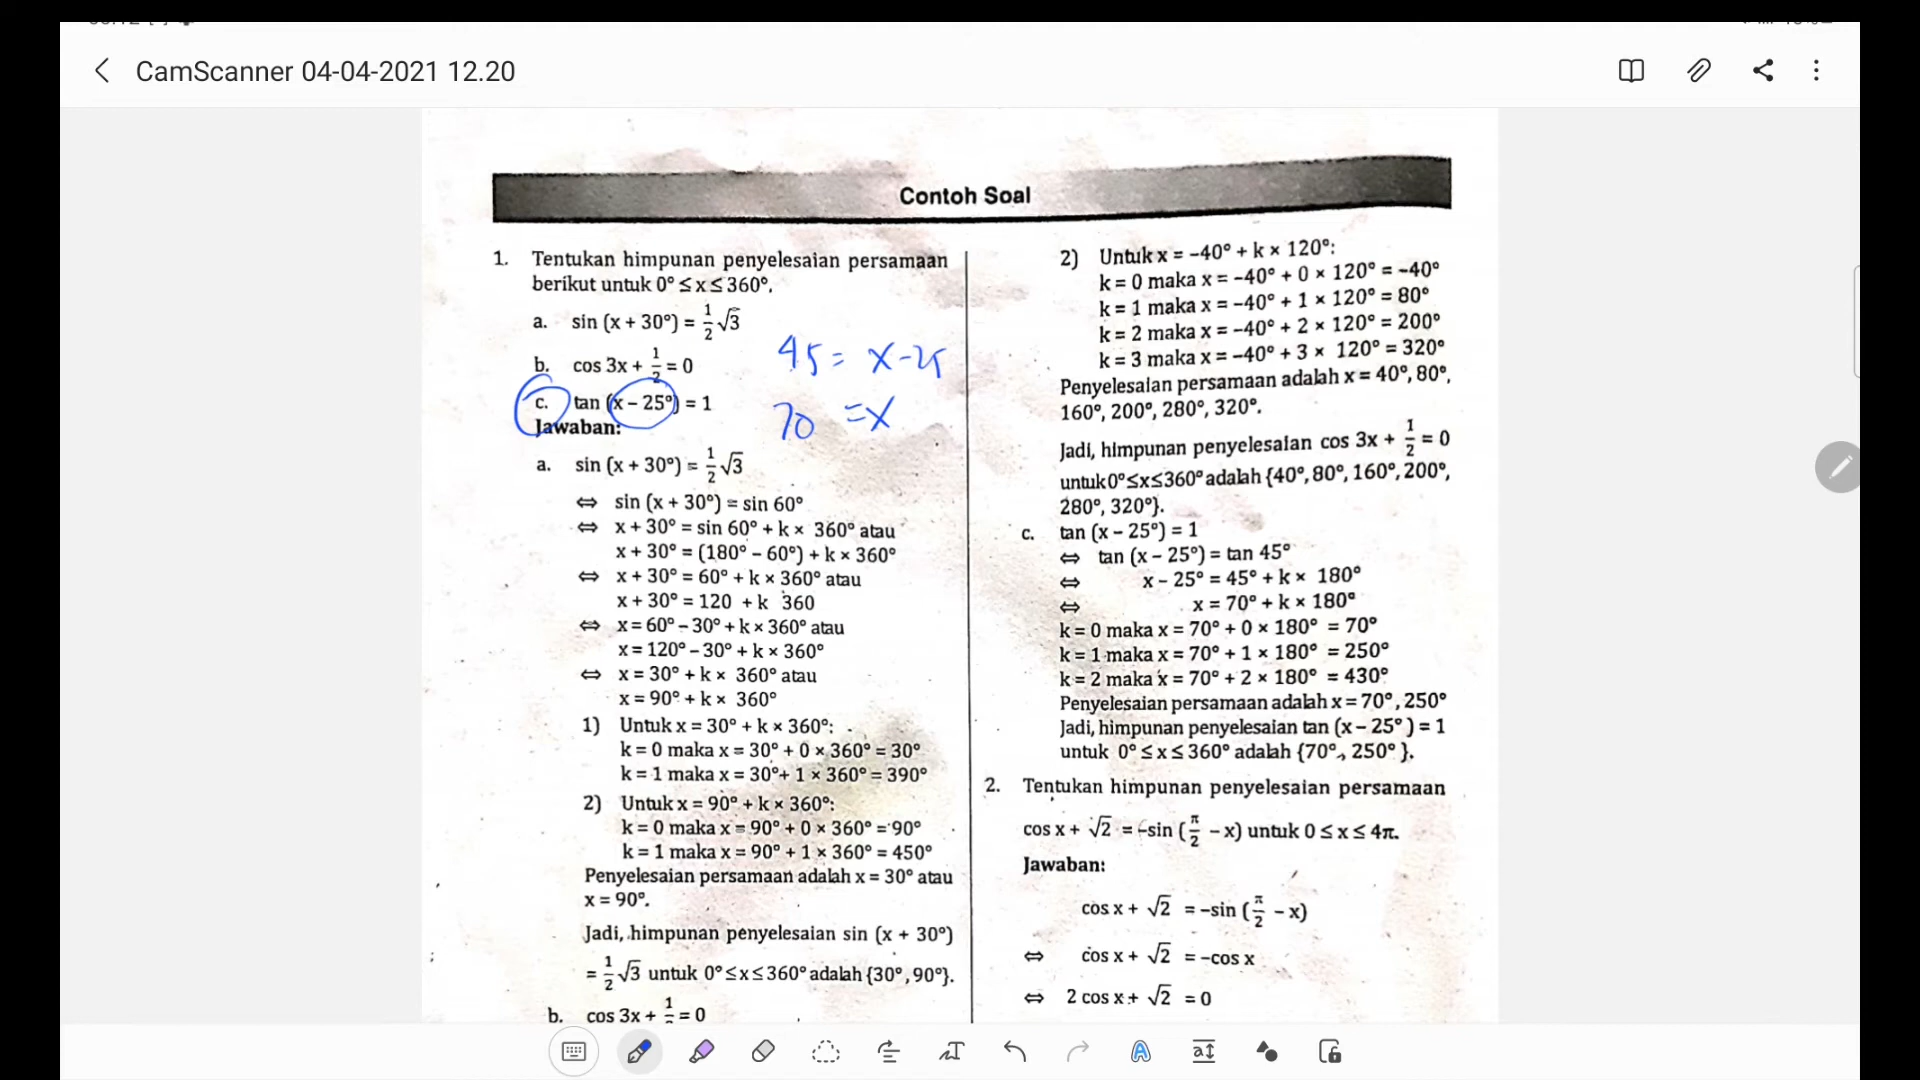 CamScanner 04-04-2021 12.20
Contoh Soal
1. Tentukan himpunan penyelesaian persamaan
berikut untuk 0° ≤ x ≤ 360°.
a. sin (x + 30°) = 1/2 √3
b. cos 3x + 1/2 = 0
c. tan (x – 25°) = 1
45 = x - 25
70 = x
Jawaban:
a. sin (x + 30°) = 1/2 √3
⇔ sin (x + 30°) = sin 60°
⇔ x + 30° = sin 60° + k × 360° atau
x + 30° = (180° – 60°) + k × 360°
⇔ x + 30° = 60° + k × 360° atau
x + 30° = 120 + k 360
⇔ x = 60° – 30° + k × 360° atau
x = 120° – 30° + k × 360°
⇔ x = 30° + k × 360° atau
x = 90° + k × 360°
1) Untuk x = 30° + k × 360°:
k = 0 maka x = 30° + 0 × 360° = 30°
k = 1 maka x = 30° + 1 × 360° = 390°
2) Untuk x = 90° + k × 360°:
k = 0 maka x = 90° + 0 × 360° = 90°
k = 1 maka x = 90° + 1 × 360° = 450°
Penyelesaian persamaan adalah x = 30° atau
x = 90°.
Jadi, himpunan penyelesaian sin (x + 30°)
= 1/2 √3 untuk 0° ≤ x ≤ 360° adalah {30°, 90°}.
b. cos 3x + 1/ = 0
2) Untuk x = –40° + k × 120°:
k = 0 maka x = –40° + 0 × 120° = –40°
k = 1 maka x = –40° + 1 × 120° = 80°
k = 2 maka x = –40° + 2 × 120° = 200°
k = 3 maka x = –40° + 3 × 120° = 320°
Penyelesaian persamaan adalah x = 40°, 80°,
160°, 200°, 280°, 320°.
Jadi, himpunan penyelesaian cos 3x + 1/2 = 0
untuk 0° ≤ x ≤ 360° adalah {40°, 80°, 160°, 200°,
280°, 320°}.
c. tan (x – 25°) = 1
⇔ tan (x – 25°) = tan 45°
⇔ x – 25° = 45° + k × 180°
⇔ x = 70° + k × 180°
k = 0 maka x = 70° + 0 × 180° = 70°
k = 1 maka x = 70° + 1 × 180° = 250°
k = 2 maka x = 70° + 2 × 180° = 430°
Penyelesaian persamaan adalah x = 70°, 250°
Jadi, himpunan penyelesaian tan (x – 25°) = 1
untuk 0° ≤ x ≤ 360° adalah {70°, 250°}.
2. Tentukan himpunan penyelesaian persamaan
cos x + √2 = –sin (π/2 – x) untuk 0 ≤ x ≤ 4π.
Jawaban:
cos x + √2 = –sin (π/2 – x)
⇔ cos x + √2 = –cos x
⇔ 2 cos x + √2 = 0